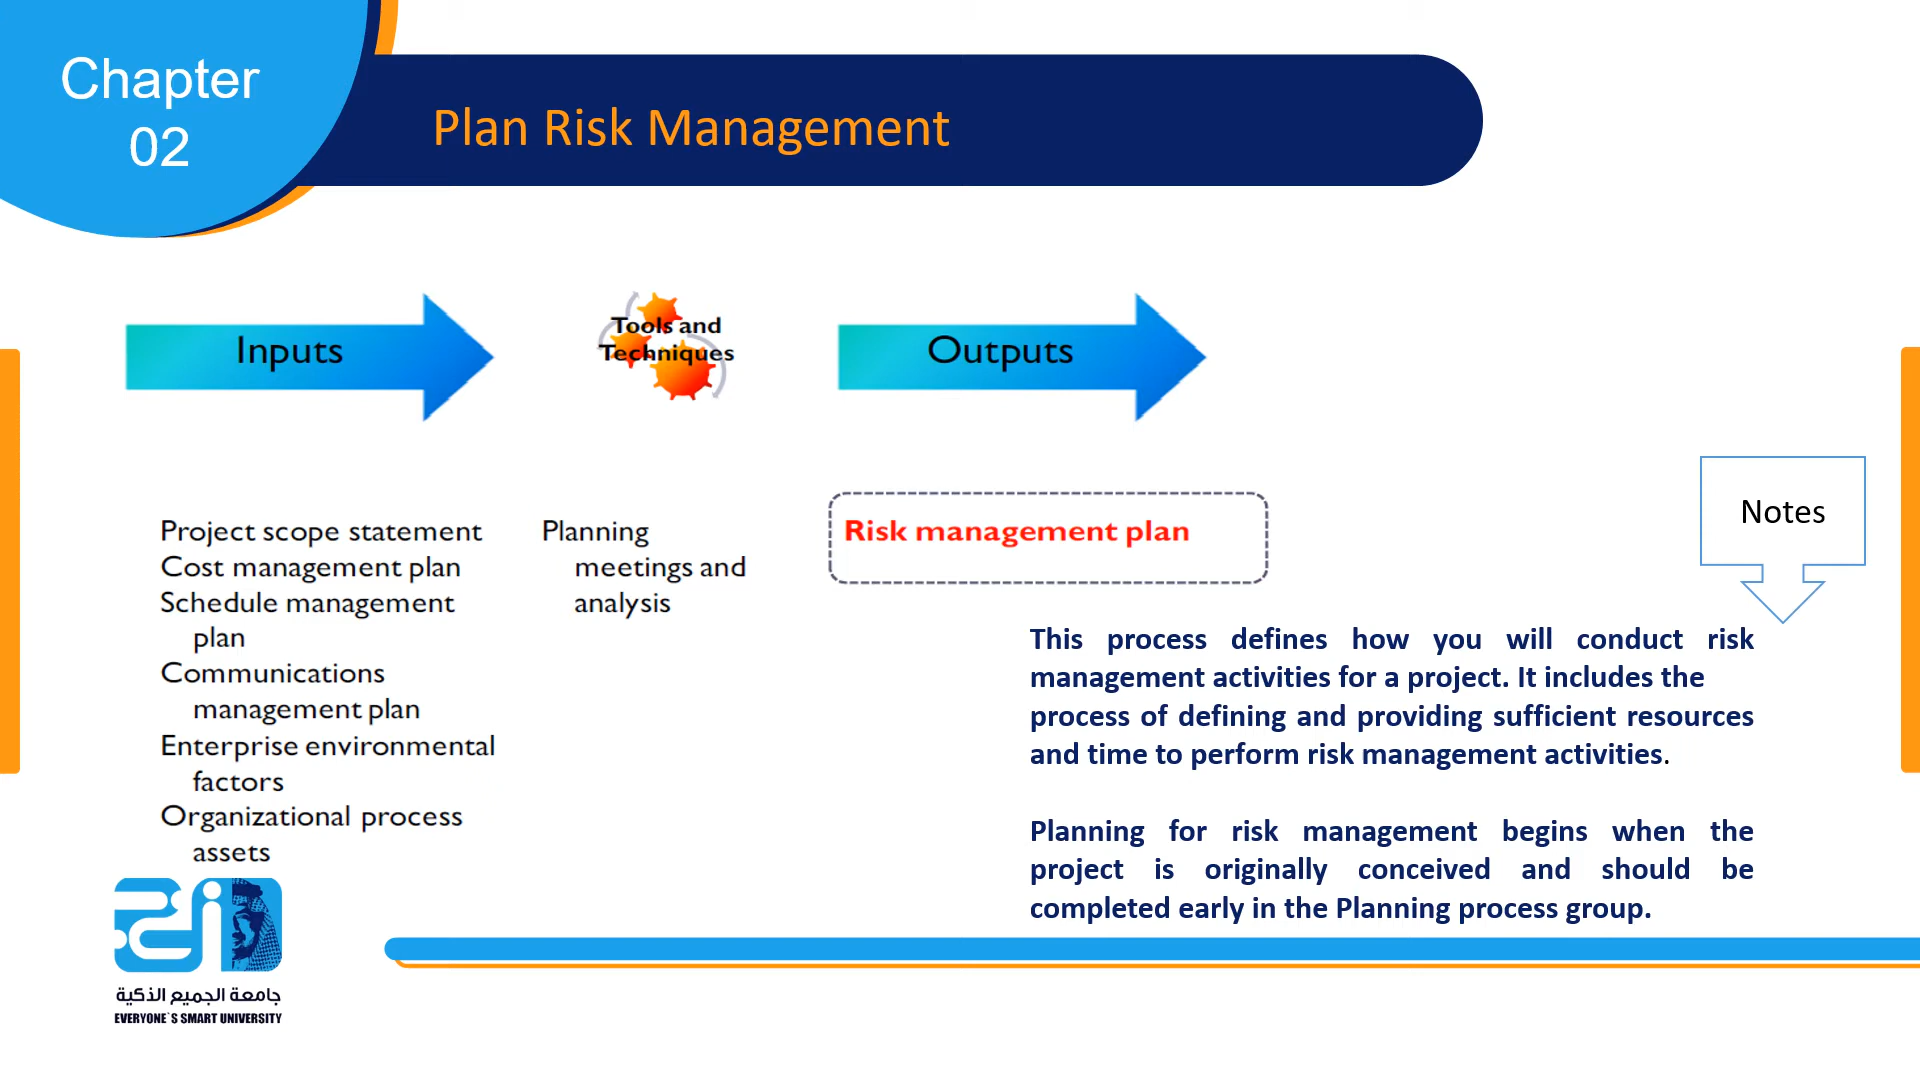 Chapter
02
Plan Risk Management
Inputs
Tools and
Techniques
Outputs
Project scope statement
Cost management plan
Schedule management
plan
Communications
management plan
Enterprise environmental
factors
Organizational process
assets
Planning
meetings and
analysis
Risk management plan
Notes
This process defines how you will conduct risk
management activities for a project. It includes the
process of defining and providing sufficient resources
and time to perform risk management activities.
Planning for risk management begins when the
project is originally conceived and should be
completed early in the Planning process group.
جامعة الجميع الذكية
EVERYONE`S SMART UNIVERSITY